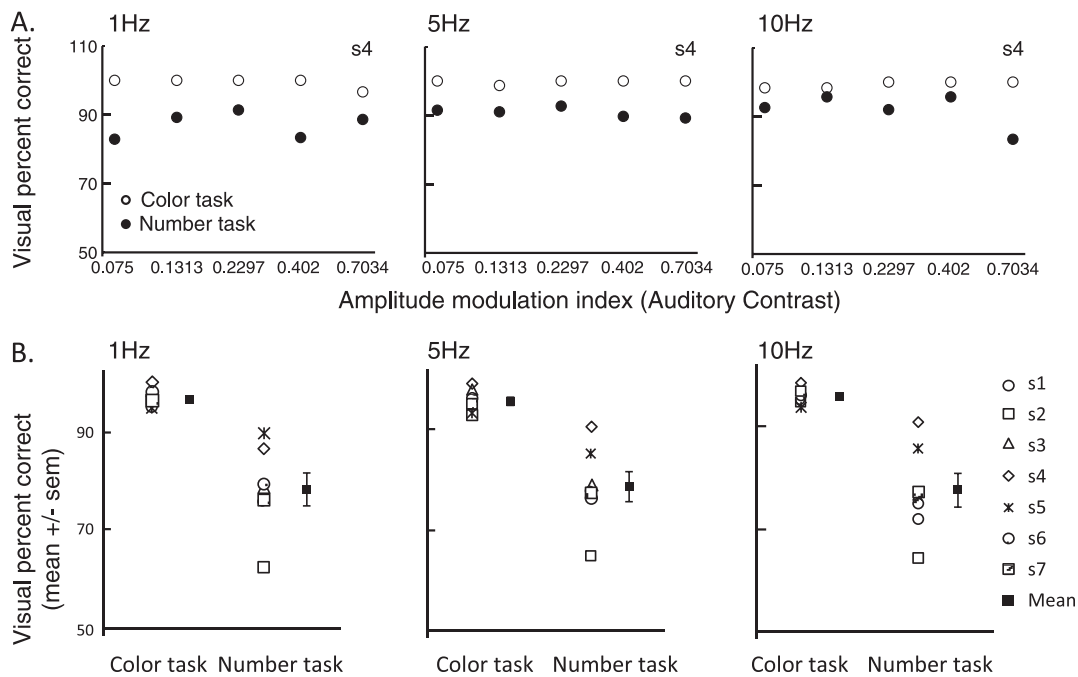 A.
1Hz
5Hz
10Hz
s4
s4
s4
Visual percent correct
110
90
70
50
Color task
Number task
0.075 0.1313 0.2297 0.402 0.7034
0.075 0.1313 0.2297 0.402 0.7034
0.075 0.1313 0.2297 0.402 0.7034
Amplitude modulation index (Auditory Contrast)
B.
1Hz
5Hz
10Hz
Visual percent correct
(mean +/- sem)
90
70
50
s1
s2
s3
s4
s5
s6
s7
Mean
Color task Number task
Color task Number task
Color task Number task